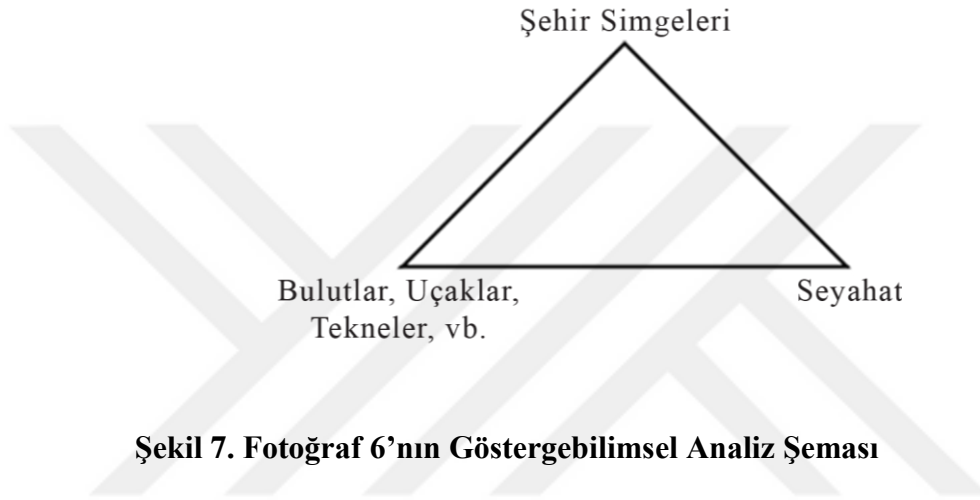 Şehir Simgeleri
Bulutlar, Uçaklar,
Tekneler, vb.
Seyahat
Şekil 7. Fotoğraf 6’nın Göstergebilimsel Analiz Şeması